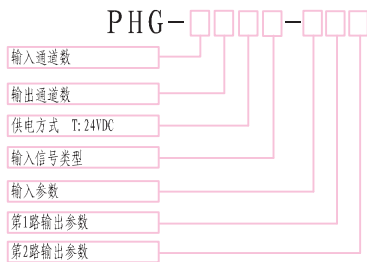 PHG-□□□□-□□□
输入通道数
输出通道数
供电方式 T:24VDC
输入信号类型
输入参数
第1路输出参数
第2路输出参数